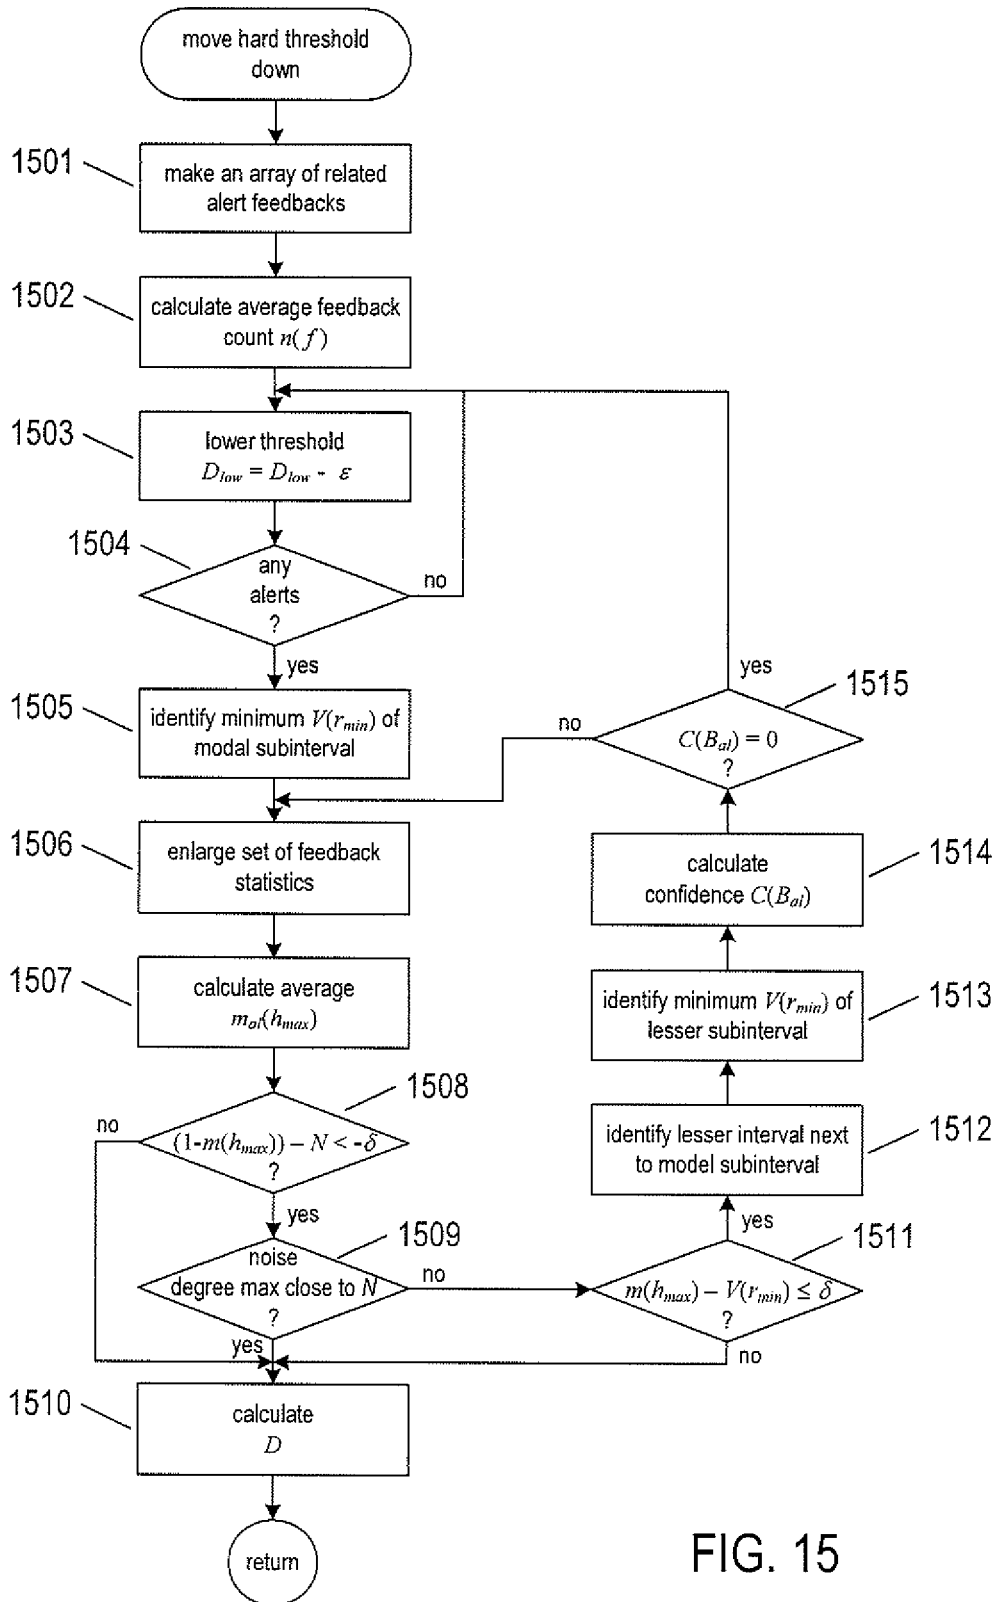 move hard threshold
down
1501
make an array of related
alert feedbacks
1502
calculate average feedback
count n( f )
1503
lower threshold
D_low = D_low - ε
1504
any
alerts
?
no
yes
1505
identify minimum V(r_min) of
modal subinterval
1506
enlarge set of feedback
statistics
1507
calculate average
m_al(h_max)
1508
no
(1-m(h_max)) – N < -δ
?
yes
1509
noise
degree max close to N
?
no
yes
1510
calculate
D
return
1511
m(h_max) – V(r_min) ≤ δ
?
no
yes
1512
identify lesser interval next
to model subinterval
1513
identify minimum V(r_min) of
lesser subinterval
1514
calculate
confidence C(B_al)
1515
C(B_al) = 0
?
no
yes
FIG. 15